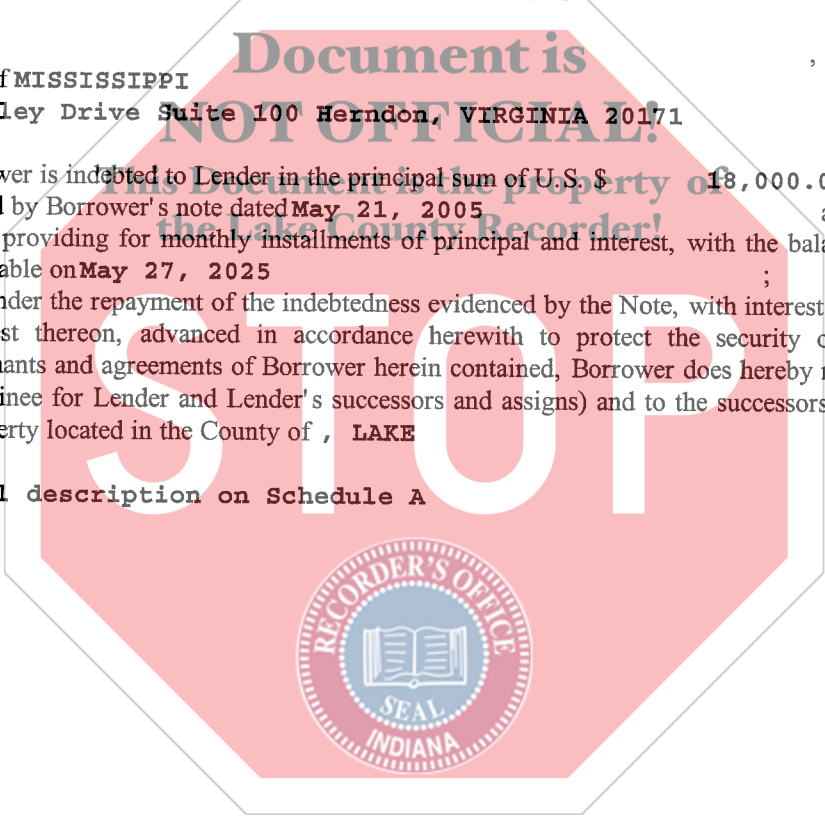 Document is
,
f MISSISSIPPI
NOT OFFICIAL!
ley Drive Suite 100 Herndon, VIRGINIA 20171
This Document is the property of
wer is indebted to Lender in the principal sum of U.S. $ 18,000.0
the Lake County Recorder!
by Borrower's note dated May 21, 2005
providing for monthly installments of principal and interest, with the bala
able on May 27, 2025 ;
nder the repayment of the indebtedness evidenced by the Note, with interest
st thereon, advanced in accordance herewith to protect the security o
nants and agreements of Borrower herein contained, Borrower does hereby
inee for Lender and Lender's successors and assigns) and to the successors
erty located in the County of , LAKE
STOP
l description on Schedule A
RECORDER'S OFFICE
SEAL
INDIANA